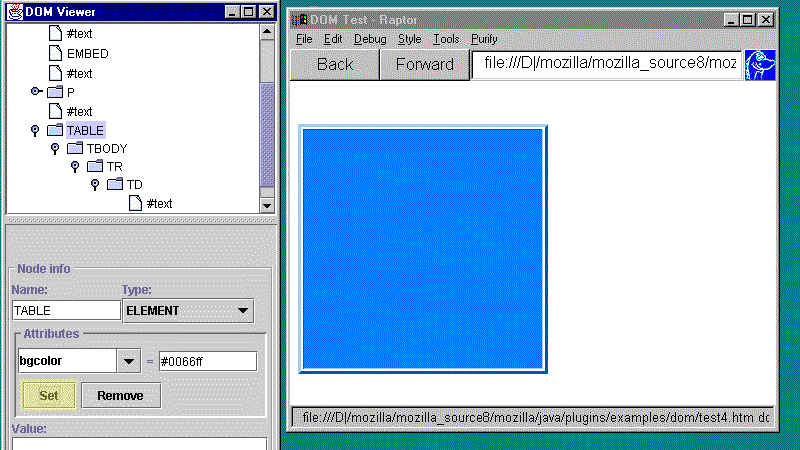 DOM Viewer
#text
EMBED
#text
P
#text
TABLE
TBODY
TR
TD
#text
Node info
Name:
Type:
TABLE
ELEMENT
Attributes
bgcolor
=
#0066ff
Set
Remove
Value:
DOM Test - Raptor
File Edit Debug Style Tools Purify
Back
Forward
file:///D|/mozilla/mozilla_source8/moz
file:///D|/mozilla/mozilla_source8/mozilla/java/plugins/examples/dom/test4.htm do